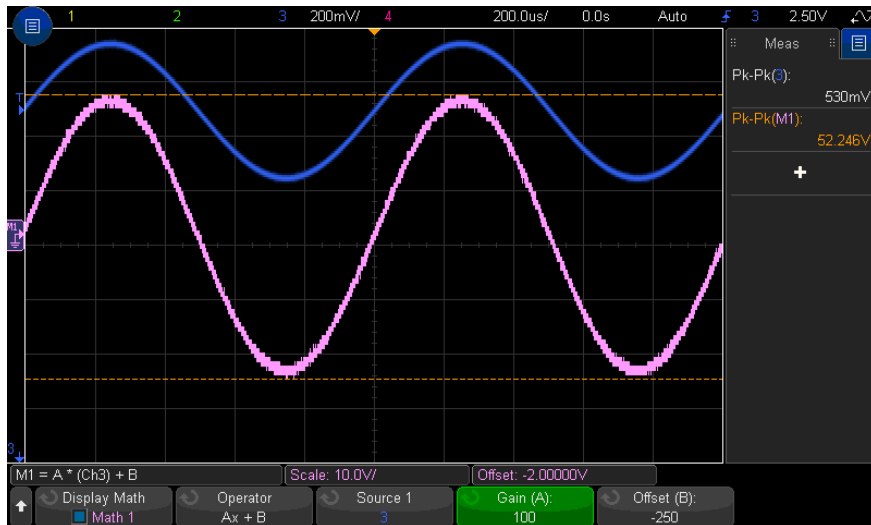 1 2 3 200mV/ 4 200.0us/ 0.0s Auto 3 2.50V
Meas
Pk-Pk(3):
530mV
Pk-Pk(M1):
52.246V
+
T
M1
3
M1 = A * (Ch3) + B Scale: 10.0V/ Offset: -2.00000V
Display Math Operator Source 1 Gain (A): Offset (B):
Math 1 Ax + B 3 100 -250